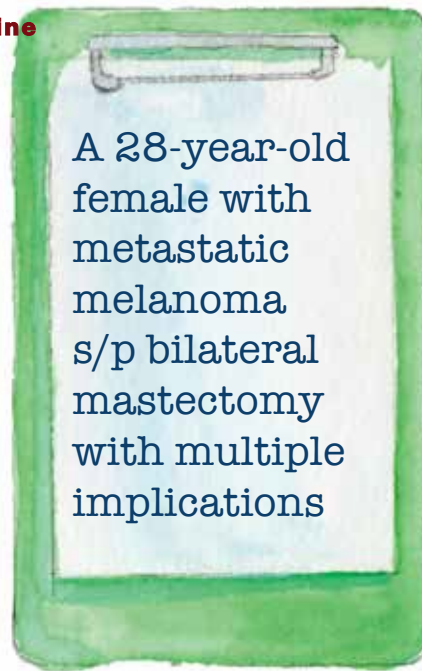 ine
A 28-year-old
female with
metastatic
melanoma
s/p bilateral
mastectomy
with multiple
implications